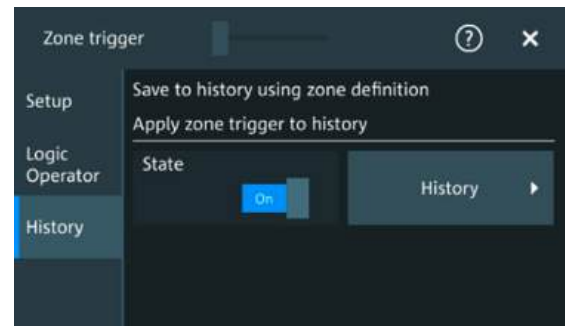 Zone trigger
?
Setup
Logic
Operator
History
Save to history using zone definition
Apply zone trigger to history
State
On
History